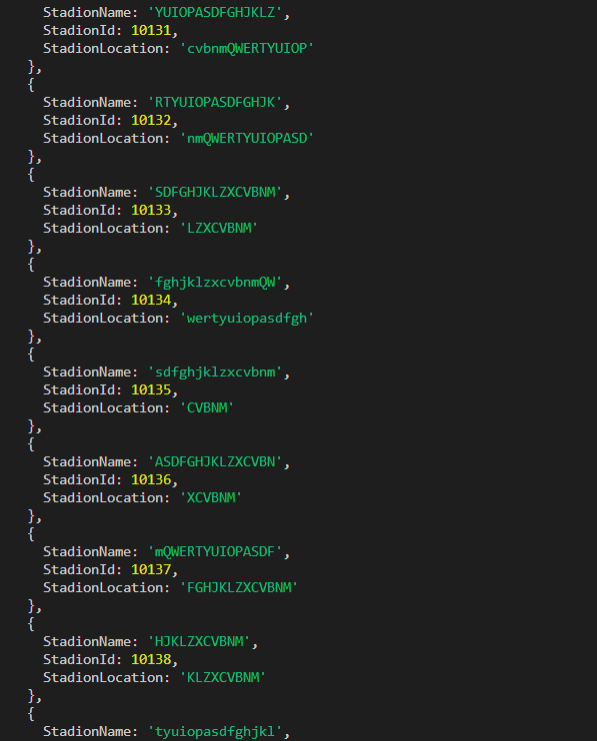 StadionName: 'YUIOPASDFGHJKLZ',
StadionId: 10131,
StadionLocation: 'cvbnmQWERTYUIOP'
},
{
StadionName: 'RTYUIOPASDFGHJK',
StadionId: 10132,
StadionLocation: 'nmQWERTYUIOPASD'
},
{
StadionName: 'SDFGHJKLZXCVBNM',
StadionId: 10133,
StadionLocation: 'LZXCVBNM'
},
{
StadionName: 'fghjklzxcvbnmQW',
StadionId: 10134,
StadionLocation: 'wertyuiopasdfgh'
},
{
StadionName: 'sdfghjklzxcvbnm',
StadionId: 10135,
StadionLocation: 'CVBNM'
},
{
StadionName: 'ASDFGHJKLZXCVBN',
StadionId: 10136,
StadionLocation: 'XCVBNM'
},
{
StadionName: 'mQWERTYUIOPASDF',
StadionId: 10137,
StadionLocation: 'FGHJKLZXCVBNM'
},
{
StadionName: 'HJKLZXCVBNM',
StadionId: 10138,
StadionLocation: 'KLZXCVBNM'
},
{
StadionName: 'tyuiopasdfghjkl',